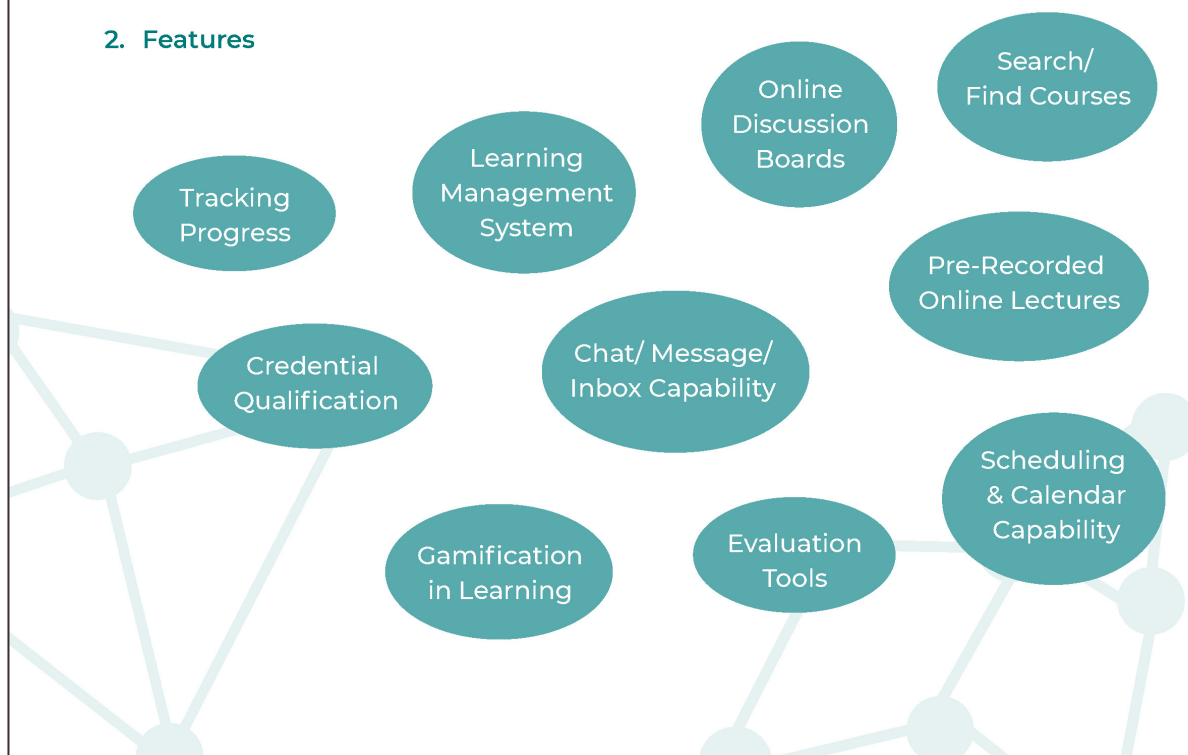 2. Features
Search/
Find Courses
Online
Discussion
Boards
Learning
Management
System
Tracking
Progress
Pre-Recorded
Online Lectures
Credential
Qualification
Chat/ Message/
Inbox Capability
Scheduling
& Calendar
Capability
Gamification
in Learning
Evaluation
Tools